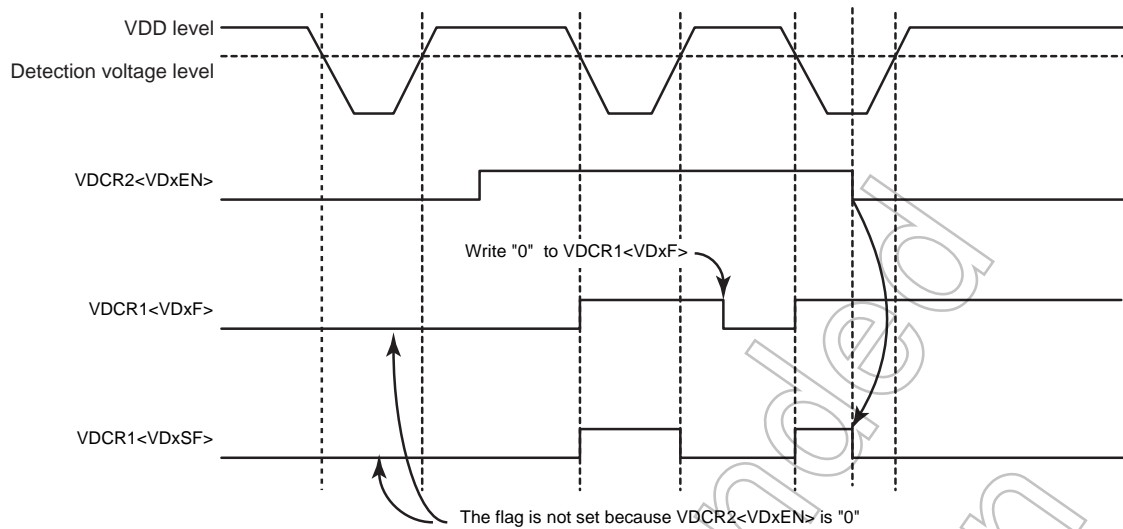 VDD level
Detection voltage level
VDCR2<VDxEN>
Write "0" to VDCR1<VDxF>
VDCR1<VDxF>
VDCR1<VDxSF>
The flag is not set because VDCR2<VDxEN> is "0"